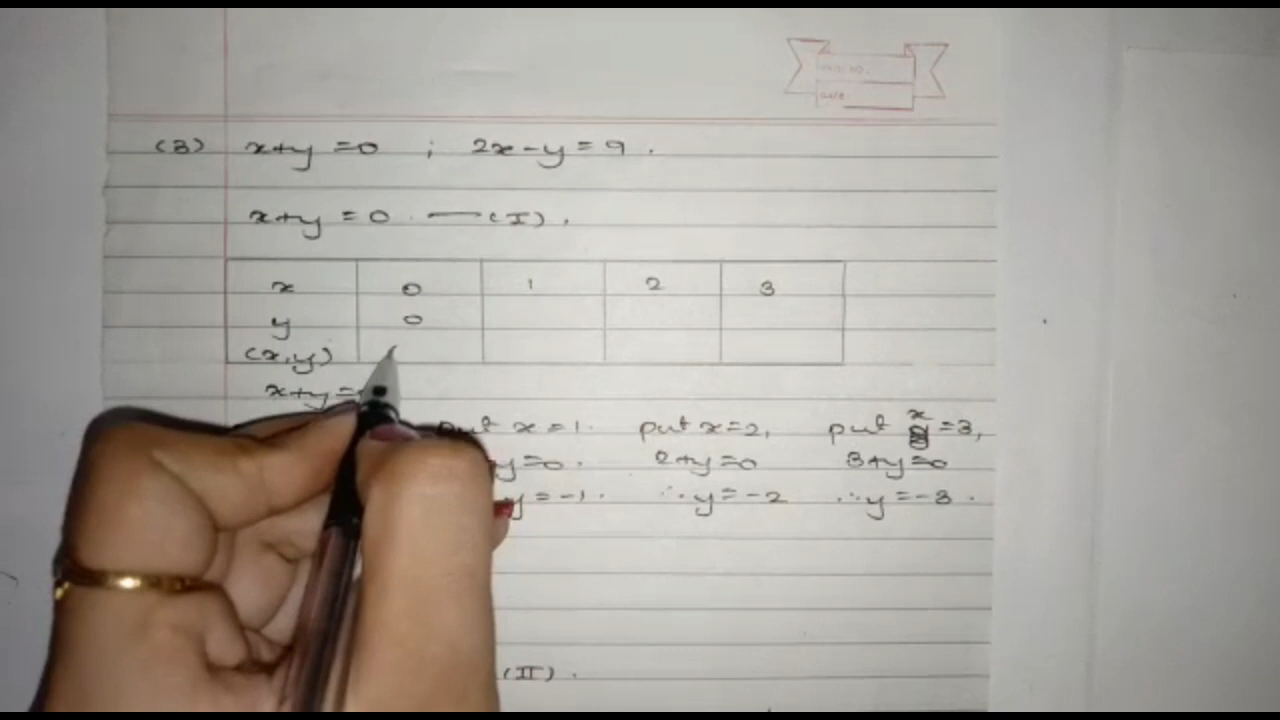 (3) x+y=0 ; 2x-y=9.
x+y=0. —(I).
x 0 1 2 3
y 0
(x,y)
x+y=
x=1. put x=2, put x=3,
y=0. 2+y=0 3+y=0
y=-1. ∴y=-2 ∴y=-3.
(II).